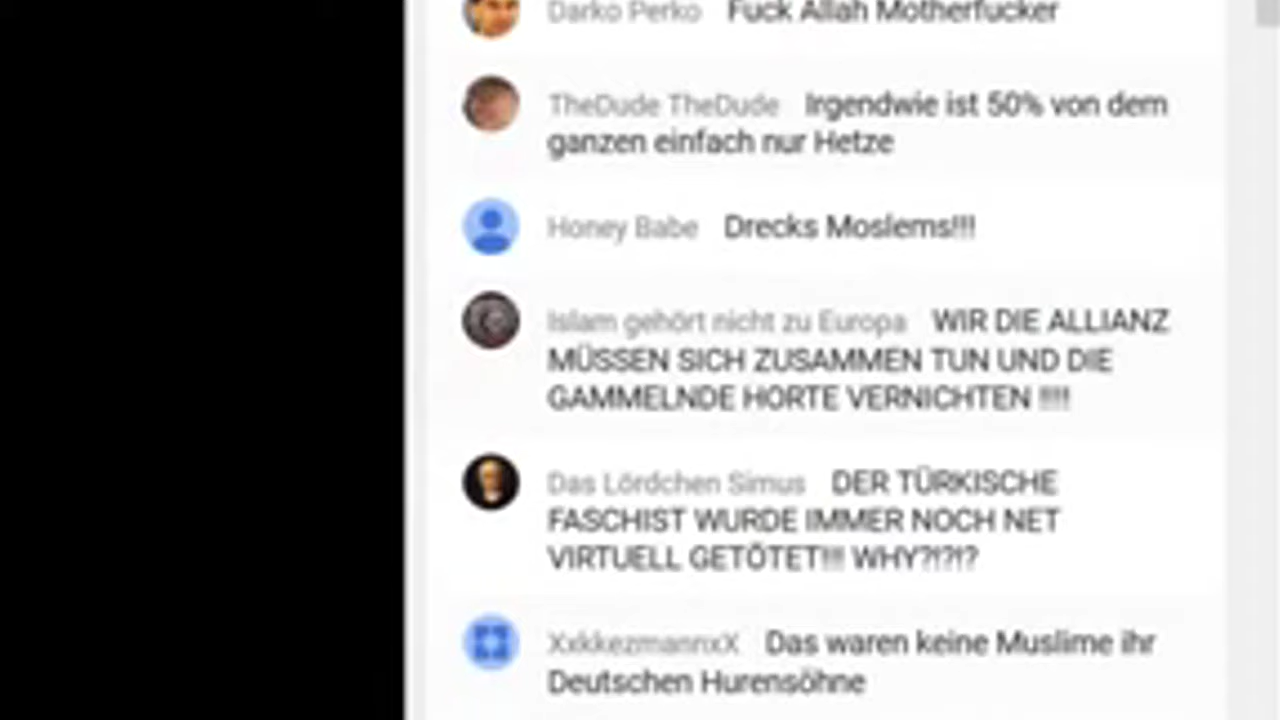 Darko Perko Fuck Allah Motherfucker
TheDude TheDude Irgendwie ist 50% von dem
ganzen einfach nur Hetze
Honey Babe Drecks Moslems!!!
Islam gehört nicht zu Europa WIR DIE ALLIANZ
MÜSSEN SICH ZUSAMMEN TUN UND DIE
GAMMELNDE HORTE VERNICHTEN !!!!
Das Lördchen Simus DER TÜRKISCHE
FASCHIST WURDE IMMER NOCH NET
VIRTUELL GETÖTET!!! WHY?!?!?
XxkkezmannxX Das waren keine Muslime ihr
Deutschen Hurensöhne